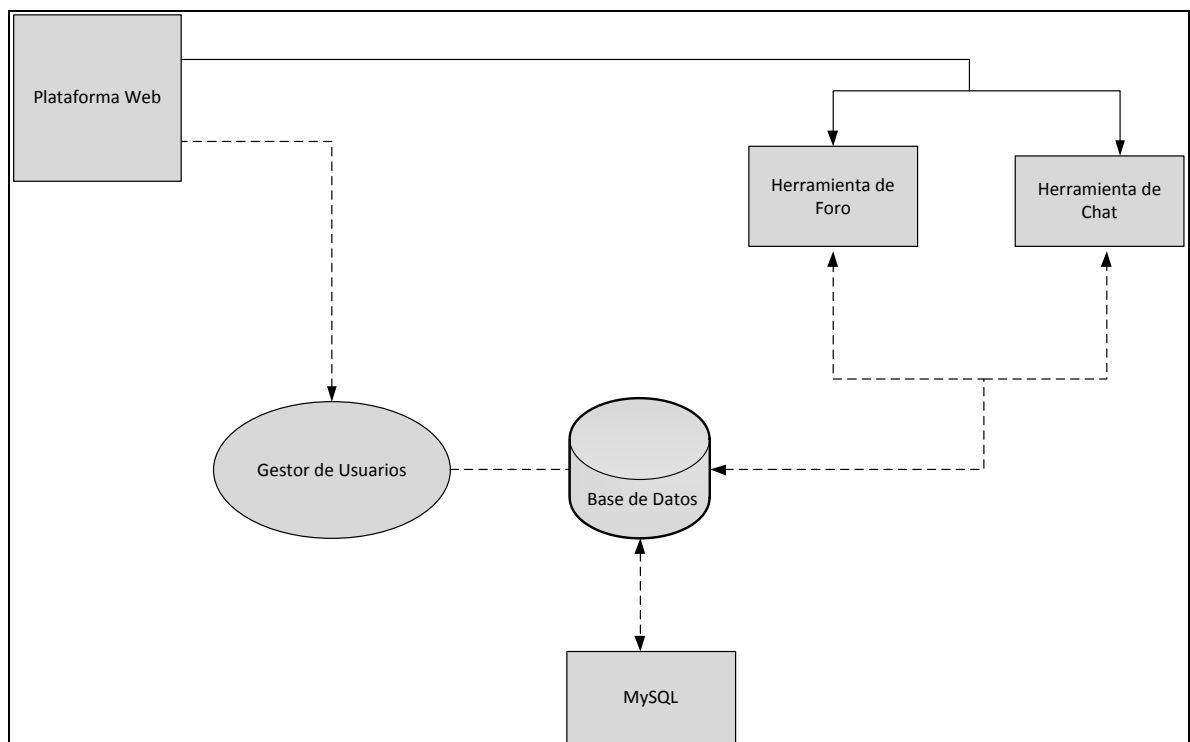 Plataforma Web
Herramienta de
Foro
Herramienta de
Chat
Gestor de Usuarios
Base de Datos
MySQL